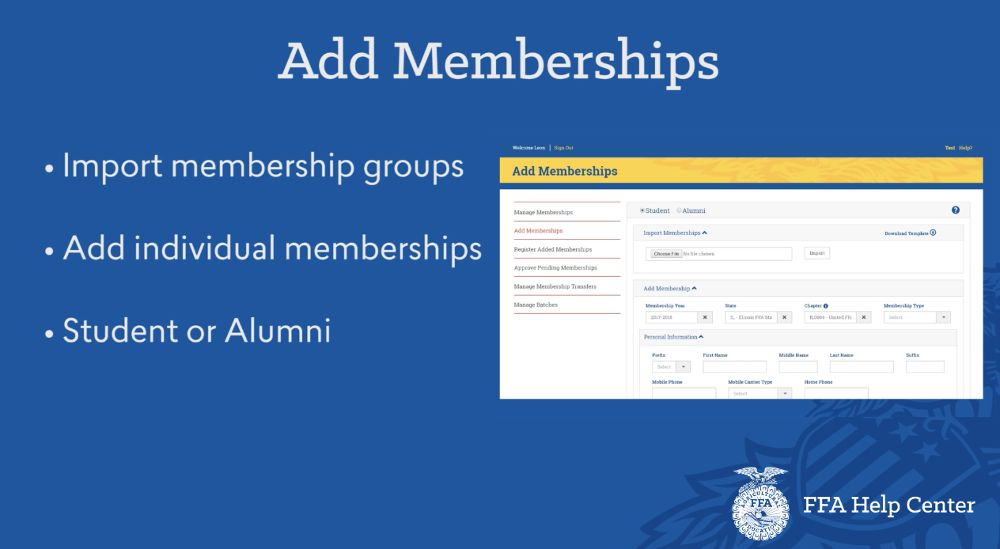 Add Memberships
• Import membership groups
• Add individual memberships
• Student or Alumni
Welcome Leon | Sign Out
Test Help?
Add Memberships
Manage Memberships
Add Memberships
Register Added Memberships
Approve Pending Memberships
Manage Membership Transfers
Manage Batches
Student Alumni
Import Memberships
Download Template
Choose File No file chosen
Import
Add Membership
Membership Year State Chapter Membership Type
2017-2018 IL - Illinois FFA Sta IL0994 - United FFA Select
Personal Information
Prefix First Name Middle Name Last Name Suffix
Select
Mobile Phone Mobile Carrier Type Home Phone
Select
AGRICULTURAL
FFA
EDUCATION
FFA Help Center